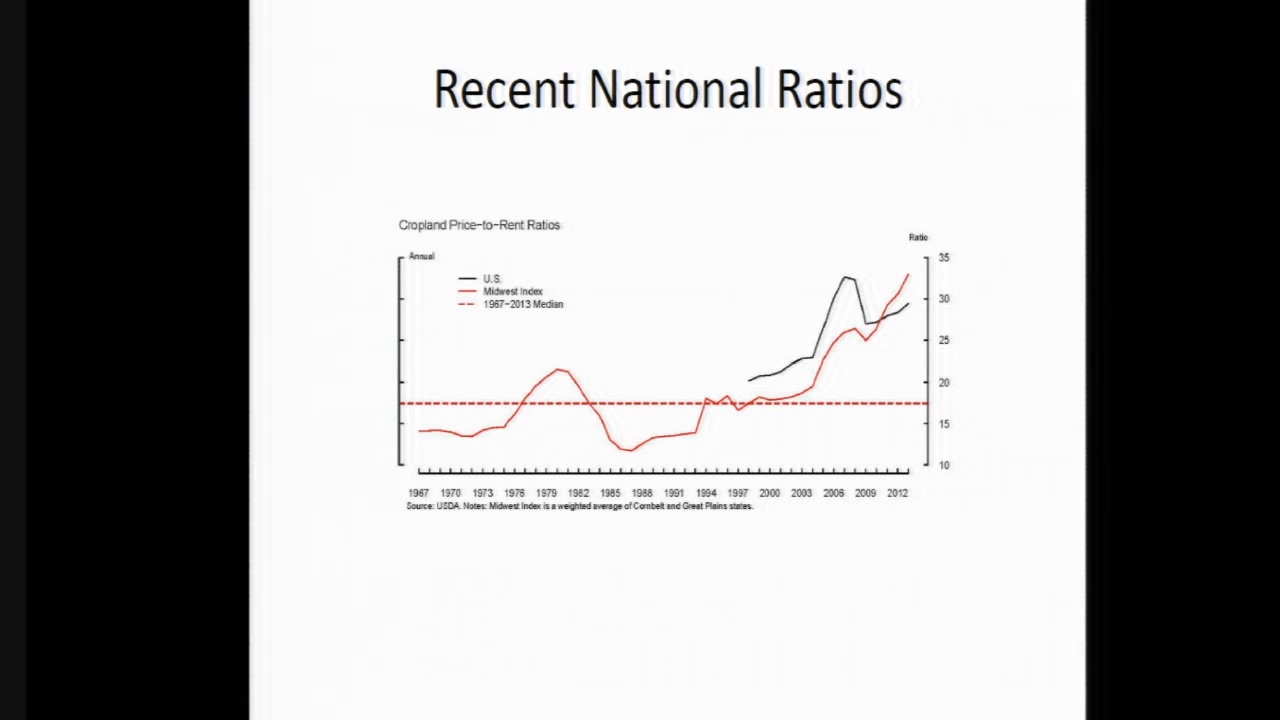 Recent National Ratios
Cropland Price-to-Rent Ratios
Ratio
Annual
35
U.S.
Midwest Index
30
1967-2013 Median
25
20
15
10
1967 1970 1973 1976 1979 1982 1985 1988 1991 1994 1997 2000 2003 2006 2009 2012
Source: USDA. Notes: Midwest Index is a weighted average of Cornbelt and Great Plains states.